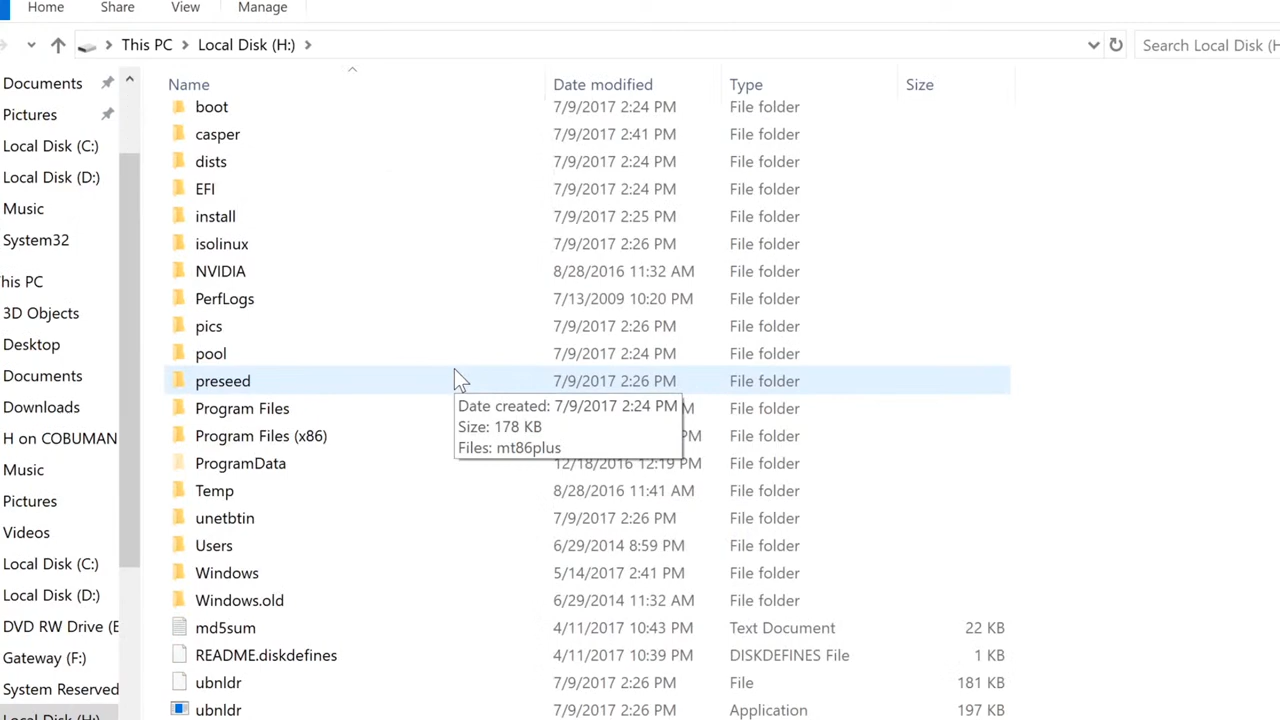 Home Share View Manage
This PC Local Disk (H:) Search Local Disk (H
Name Date modified Type Size
Documents
Pictures
Local Disk (C:)
Local Disk (D:)
Music
System32
his PC
3D Objects
Desktop
Documents
Downloads
H on COBUMAN
Music
Pictures
Videos
Local Disk (C:)
Local Disk (D:)
DVD RW Drive (E
Gateway (F:)
System Reserved
Local Disk (H:)
boot 7/9/2017 2:24 PM File folder
casper 7/9/2017 2:41 PM File folder
dists 7/9/2017 2:24 PM File folder
EFI 7/9/2017 2:24 PM File folder
install 7/9/2017 2:25 PM File folder
isolinux 7/9/2017 2:26 PM File folder
NVIDIA 8/28/2016 11:32 AM File folder
PerfLogs 7/13/2009 10:20 PM File folder
pics 7/9/2017 2:26 PM File folder
pool 7/9/2017 2:24 PM File folder
preseed 7/9/2017 2:26 PM File folder
Program Files M File folder
Program Files (x86) PM File folder
ProgramData 12/18/2016 12:19 PM File folder
Temp 8/28/2016 11:41 AM File folder
unetbtin 7/9/2017 2:26 PM File folder
Users 6/29/2014 8:59 PM File folder
Windows 5/14/2017 2:41 PM File folder
Windows.old 6/29/2014 11:32 AM File folder
md5sum 4/11/2017 10:43 PM Text Document 22 KB
README.diskdefines 4/11/2017 10:39 PM DISKDEFINES File 1 KB
ubnldr 7/9/2017 2:26 PM File 181 KB
ubnldr 7/9/2017 2:26 PM Application 197 KB
Date created: 7/9/2017 2:24 PM
Size: 178 KB
Files: mt86plus